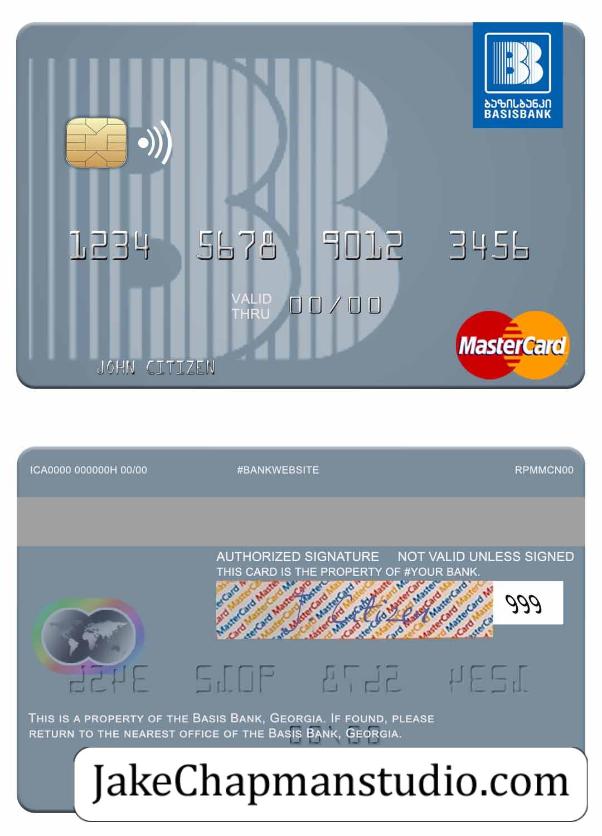 ბაზისბანკი
BASISBANK
1234 5678 9012 3456
VALID
THRU 00/00
JOHN CITIZEN
MasterCard
ICA0000 000000H 00/00 #BANKWEBSITE RPMMCN00
AUTHORIZED SIGNATURE NOT VALID UNLESS SIGNED
THIS CARD IS THE PROPERTY OF #YOUR BANK.
999
THIS IS A PROPERTY OF THE BASIS BANK, GEORGIA. IF FOUND, PLEASE
RETURN TO THE NEAREST OFFICE OF THE BASIS BANK, GEORGIA.
JakeChapmanstudio.com